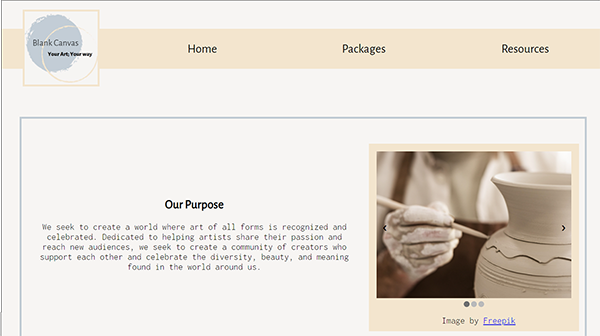 Blank Canvas
Your Art; Your way
Home
Packages
Resources
Our Purpose
We seek to create a world where art of all forms is recognized and
celebrated. Dedicated to helping artists share their passion and
reach new audiences, we seek to create a community of creators who
support each other and celebrate the diversity, beauty, and meaning
found in the world around us.
Image by Freepik